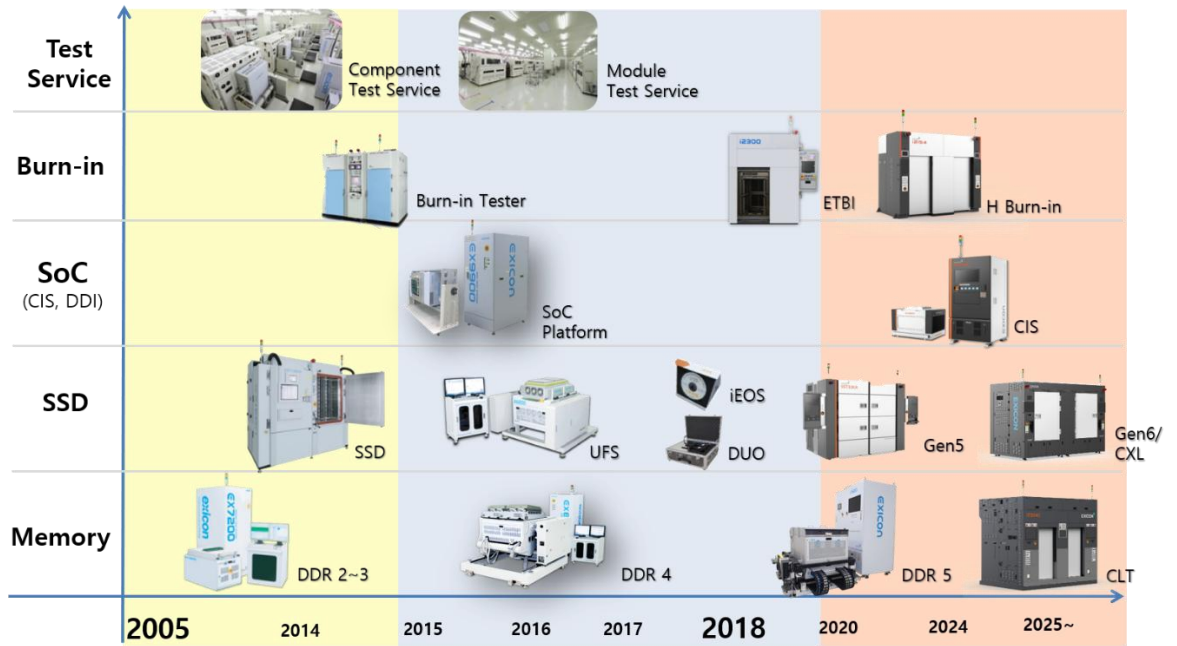 Test
Service
Component
Test Service
Module
Test Service
Burn-in
Burn-in Tester
i2300
ETBI
H Burn-in
SoC
(CIS, DDI)
EX9900
EXICON
SoC
Platform
CIS
SSD
SSD
UFS
iEOS
DUO
Gen5
EXICON
Gen6/
CXL
Memory
exicon
EX7200
DDR 2~3
DDR 4
EXICON
DDR 5
CLT
2005
2014
2015
2016
2017
2018
2020
2024
2025~